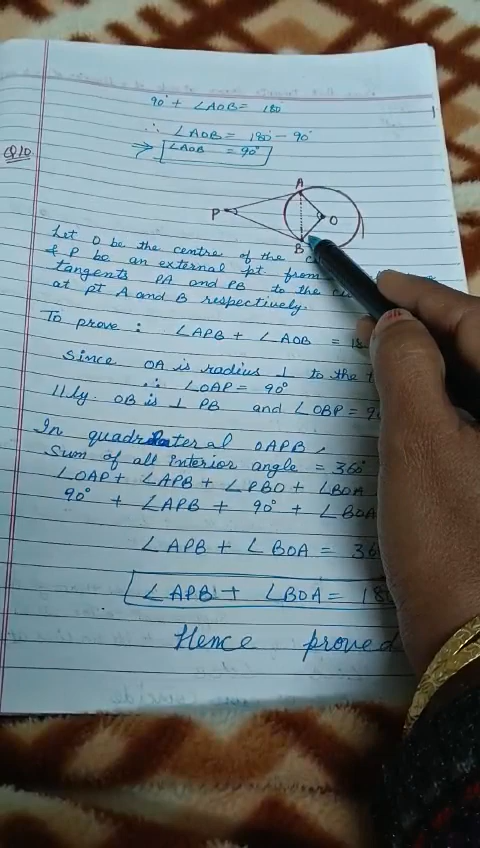 90° + ∠AOB = 180°
∴ ∠AOB = 180° - 90°
⇒ ∠AOB = 90°
Q10
A
P
O
B
Let O be the centre of the
& P be an external pt. from
tangents PA and PB to the
at pt A and B respectively.
To prove : ∠APB + ∠AOB =
Since OA is radius ⊥ to the
∴ ∠OAP = 90°
11ly. OB is ⊥ PB and ∠OBP =
In quadrilateral OAPB,
Sum of all interior angle = 360°
∠OAP + ∠APB + ∠PBO + ∠BOA
90° + ∠APB + 90° + ∠BOA
∠APB + ∠BOA = 36
∠APB + ∠BOA = 18
Hence proved